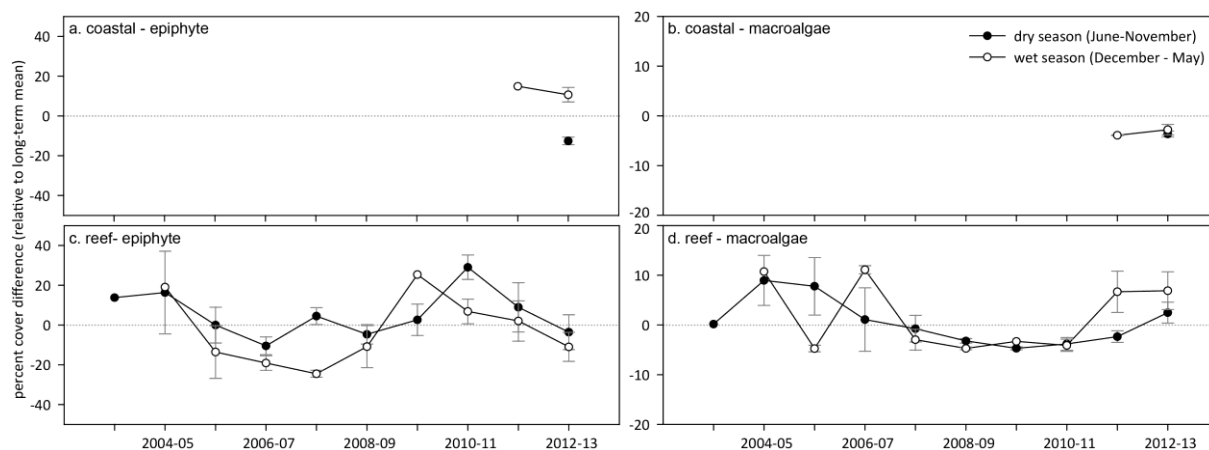 percent cover difference (relative to long-term mean)
a. coastal - epiphyte
40
20
0
-20
-40
b. coastal - macroalgae
20
10
0
-10
-20
dry season (June-November)
wet season (December - May)
c. reef- epiphyte
40
20
0
-20
-40
d. reef - macroalgae
20
10
0
-10
-20
2004-05 2006-07 2008-09 2010-11 2012-13
2004-05 2006-07 2008-09 2010-11 2012-13